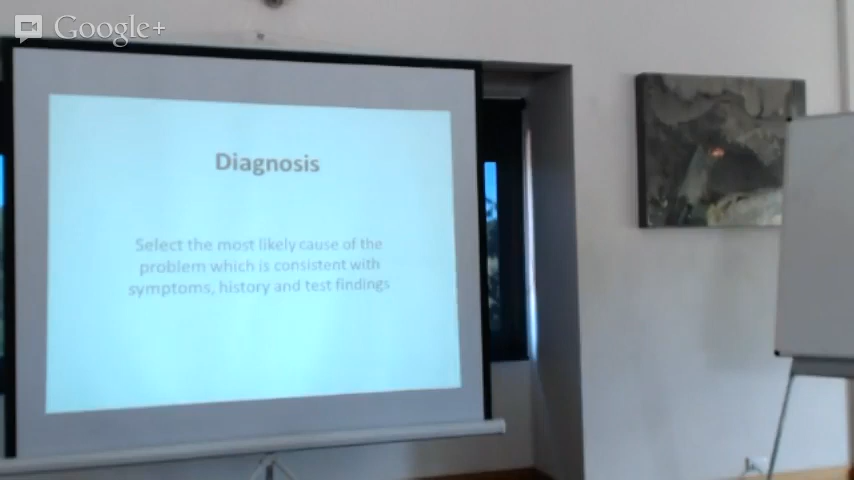 Google+
Diagnosis
Select the most likely cause of the
problem which is consistent with
symptoms, history and test findings